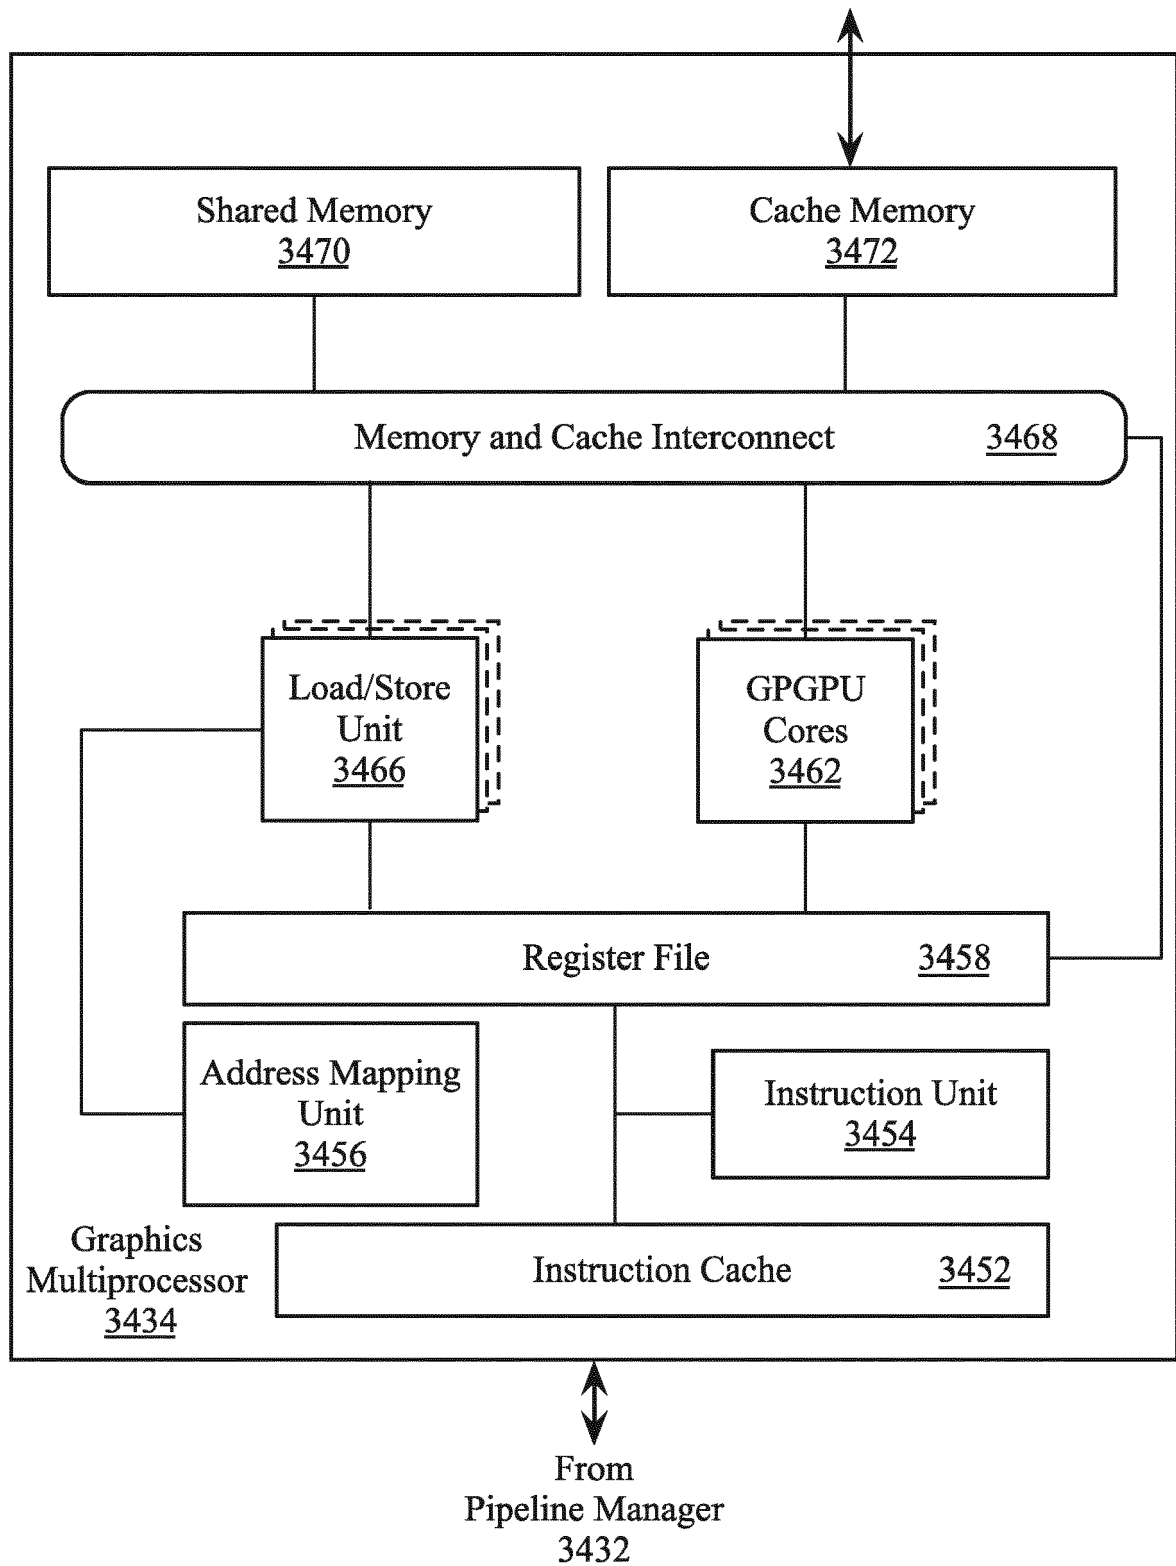 Shared Memory
3470
Cache Memory
3472
Memory and Cache Interconnect 3468
Load/Store
Unit
3466
GPGPU
Cores
3462
Register File 3458
Address Mapping
Unit
3456
Instruction Unit
3454
Graphics
Multiprocessor
3434
Instruction Cache 3452
From
Pipeline Manager
3432